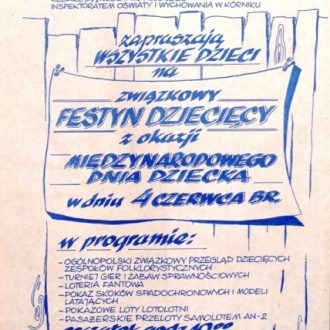 INSPEKTORATEM OŚWIATY I WYCHOWANIA W KÓRNIKU
zapraszają
WSZYSTKIE DZIECI
na
ZWIĄZKOWY
FESTYN DZIECIĘCY
z okazji
MIĘDZYNARODOWEGO
DNIA DZIECKA
w dniu 4 CZERWCA BR.
w programie:
- OGÓLNOPOLSKI ZWIĄZKOWY PRZEGLĄD DZIECIĘCYCH
ZESPOŁÓW FOLKLORYSTYCZNYCH
- TURNIEJ GIER I ZABAW SPRAWNOŚCIOWYCH
- LOTERIA FANTOWA
- POKAZ SKOKÓW SPADOCHRONOWYCH I MODELI
LATAJĄCYCH
- POKAZOWE LOTY LOTOLOTNI
- PASAŻERSKIE PRZELOTY SAMOLOTEM AN-2